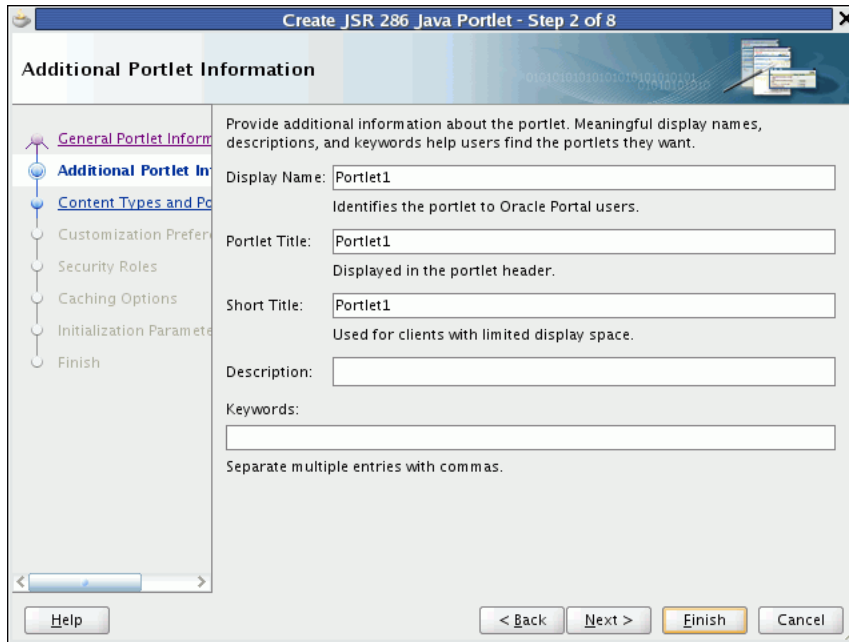 Create JSR 286 Java Portlet - Step 2 of 8
Additional Portlet Information
General Portlet Inform
Additional Portlet In
Content Types and Po
Customization Prefer
Security Roles
Caching Options
Initialization Paramete
Finish
Provide additional information about the portlet. Meaningful display names,
descriptions, and keywords help users find the portlets they want.
Display Name: Portlet1
Identifies the portlet to Oracle Portal users.
Portlet Title: Portlet1
Displayed in the portlet header.
Short Title: Portlet1
Used for clients with limited display space.
Description:
Keywords:
Separate multiple entries with commas.
Help < Back Next > Finish Cancel